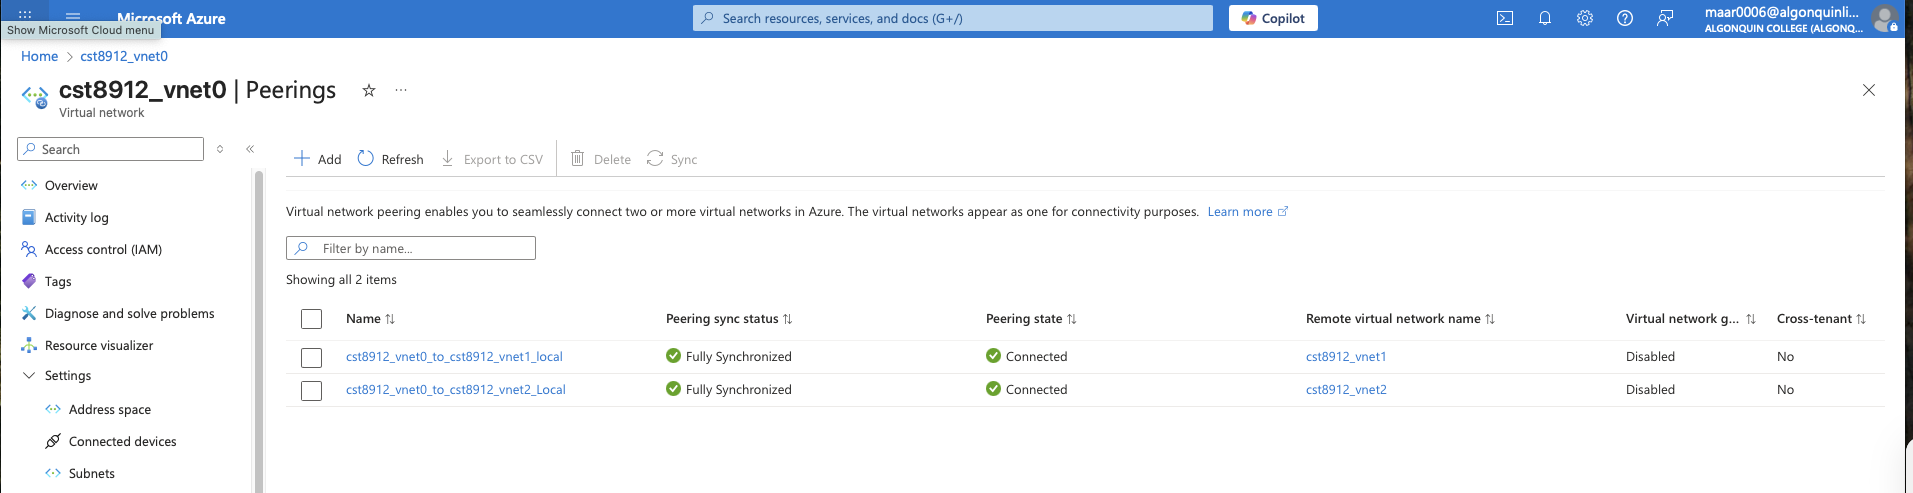 Microsoft Azure
Show Microsoft Cloud menu
Search resources, services, and docs (G+/)
Copilot
maar0006@algonquinli...
ALGONQUIN COLLEGE (ALGONQ...
Home > cst8912_vnet0
cst8912_vnet0 | Peerings
Virtual network
Search
Add
Refresh
Export to CSV
Delete
Sync
Overview
Activity log
Access control (IAM)
Tags
Diagnose and solve problems
Resource visualizer
Settings
Address space
Connected devices
Subnets
Virtual network peering enables you to seamlessly connect two or more virtual networks in Azure. The virtual networks appear as one for connectivity purposes. Learn more
Filter by name...
Showing all 2 items
Name Peering sync status Peering state Remote virtual network name Virtual network g... Cross-tenant
cst8912_vnet0_to_cst8912_vnet1_local Fully Synchronized Connected cst8912_vnet1 Disabled No
cst8912_vnet0_to_cst8912_vnet2_Local Fully Synchronized Connected cst8912_vnet2 Disabled No